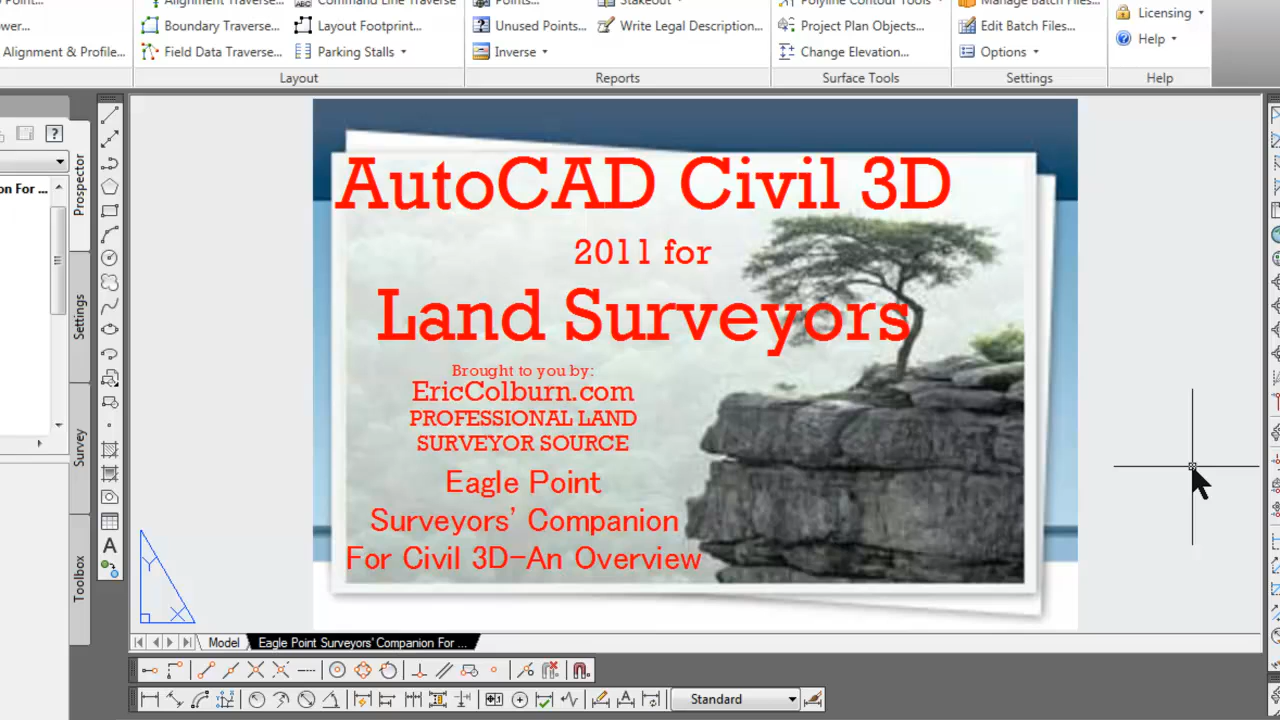 Alignment Traverse...
Command Line Traverse
Points...
Stakeout
Polyline Contour Tools
Manage Batch Files...
Licensing
Boundary Traverse...
Layout Footprint...
Unused Points...
Write Legal Description...
Project Plan Objects...
Edit Batch Files...
Help
Alignment & Profile...
Field Data Traverse...
Parking Stalls
Inverse
Change Elevation...
Options
Layout
Reports
Surface Tools
Settings
Help
on For ...
Prospector
Settings
Survey
Toolbox
AutoCAD Civil 3D
2011 for
Land Surveyors
Brought to you by:
EricColburn.com
PROFESSIONAL LAND
SURVEYOR SOURCE
Eagle Point
Surveyors' Companion
For Civil 3D-An Overview
Y
X
Model
Eagle Point Surveyors' Companion For ...
Standard